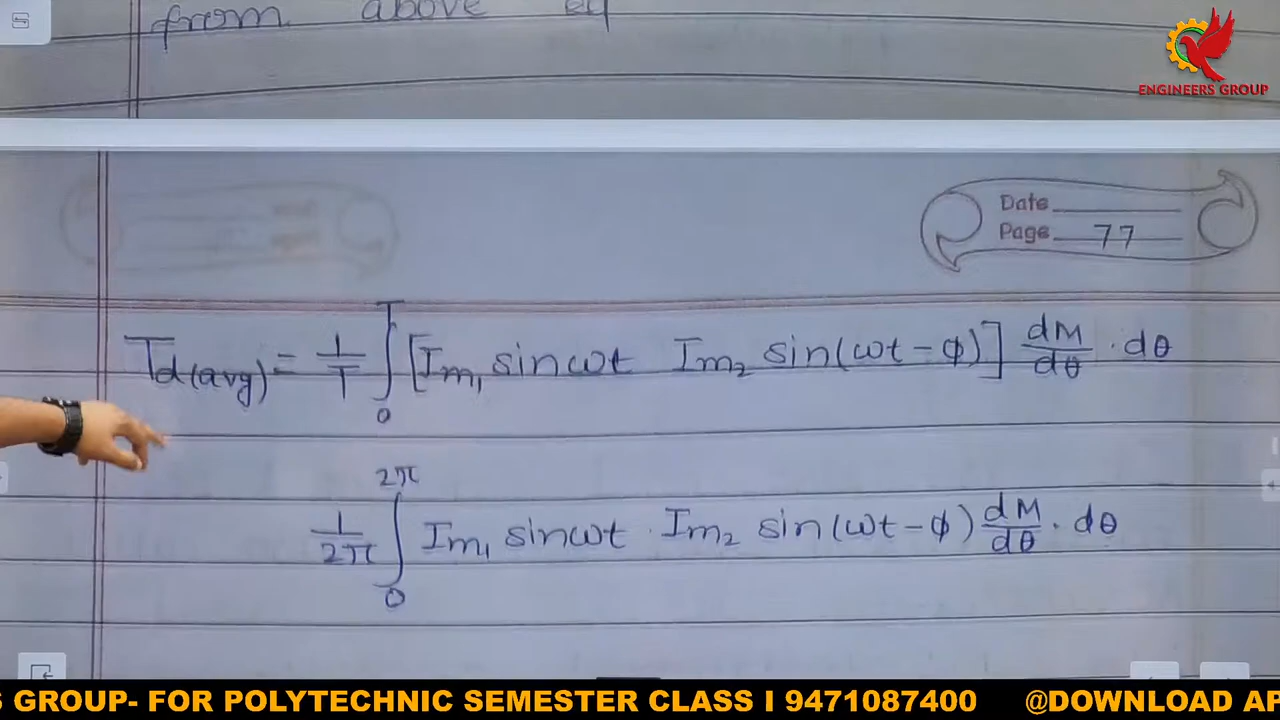 from above eq
ENGINEERS GROUP
Date
Page 77
Td(avg) = 1/T ∫₀ᵀ [Im₁ sinωt Im₂ sin(ωt-φ)] dM/dθ · dθ
1/2π ∫₀²π Im₁ sinωt · Im₂ sin(ωt-φ) dM/dθ · dθ
S GROUP- FOR POLYTECHNIC SEMESTER CLASS I 9471087400 @DOWNLOAD AP